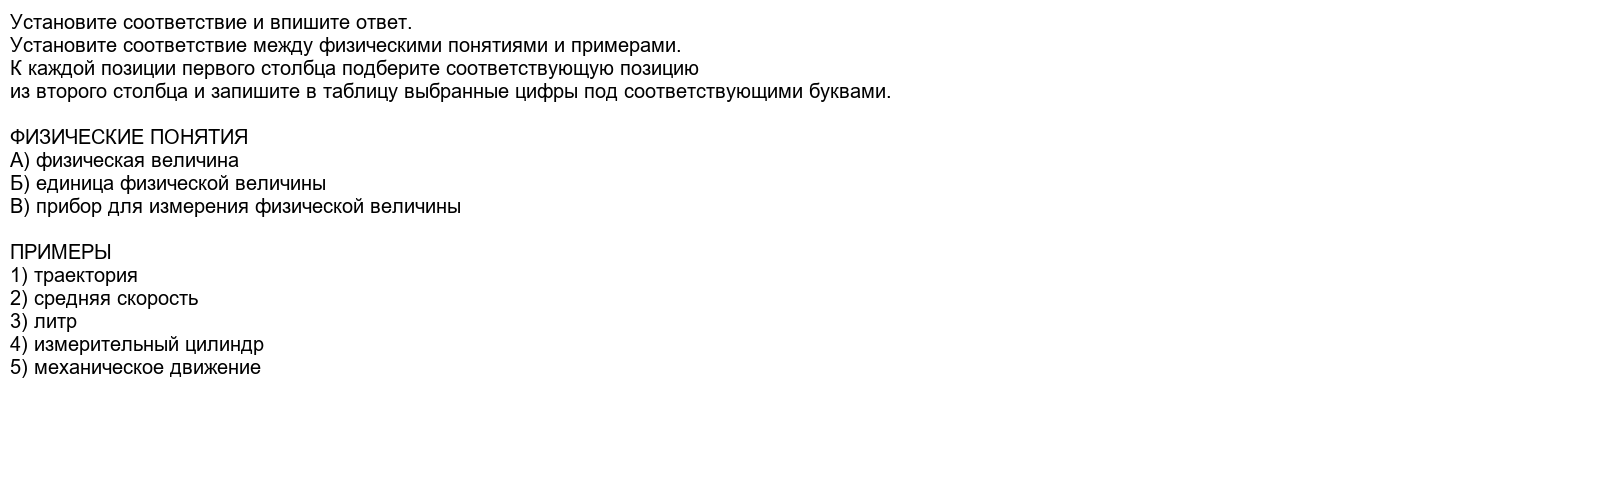 Установите соответствие и впишите ответ.
Установите соответствие между физическими понятиями и примерами.
К каждой позиции первого столбца подберите соответствующую позицию
из второго столбца и запишите в таблицу выбранные цифры под соответствующими буквами.
ФИЗИЧЕСКИЕ ПОНЯТИЯ
А) физическая величина
Б) единица физической величины
В) прибор для измерения физической величины
ПРИМЕРЫ
1) траектория
2) средняя скорость
3) литр
4) измерительный цилиндр
5) механическое движение